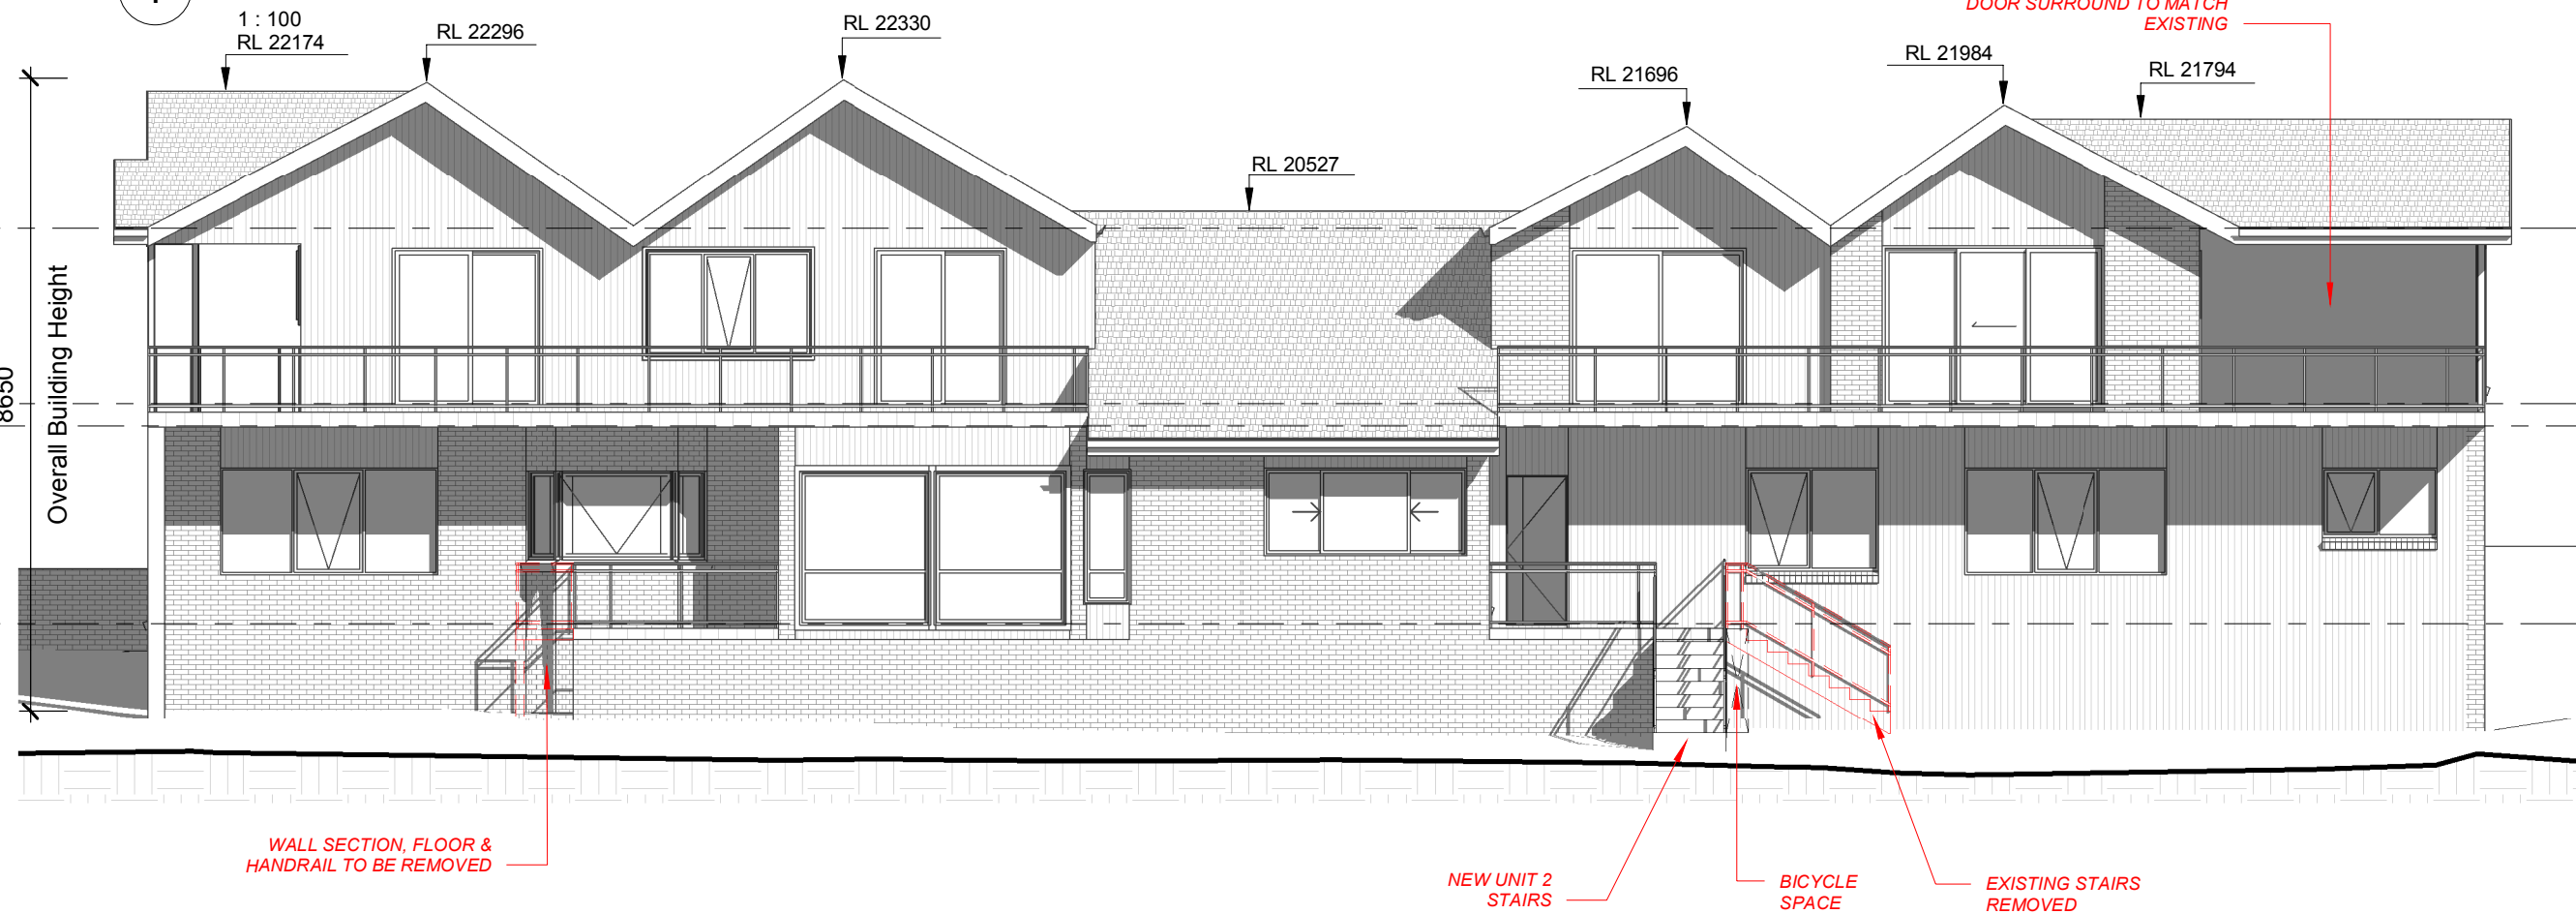 1 : 100
RL 22174
RL 22296
RL 22330
RL 20527
RL 21696
RL 21984
RL 21794
DOOR SURROUND TO MATCH
EXISTING
8650
Overall Building Height
WALL SECTION, FLOOR &
HANDRAIL TO BE REMOVED
NEW UNIT 2
STAIRS
BICYCLE
SPACE
EXISTING STAIRS
REMOVED